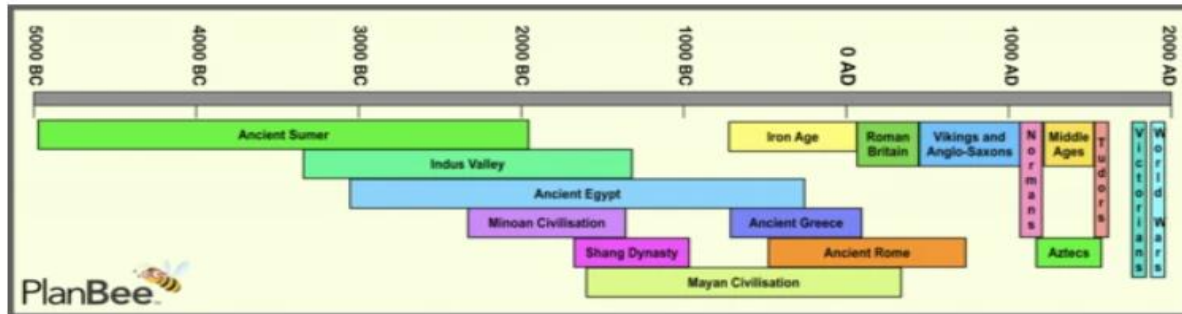 5000 BC
4000 BC
3000 BC
2000 BC
1000 BC
0 AD
1000 AD
2000 AD
Ancient Sumer
Iron Age
Roman
Britain
Vikings and
Anglo-Saxons
Normans
Middle
Ages
Tudors
Victorians
World Wars
Indus Valley
Ancient Egypt
Minoan Civilisation
Ancient Greece
Shang Dynasty
Ancient Rome
Aztecs
Mayan Civilisation
PlanBee